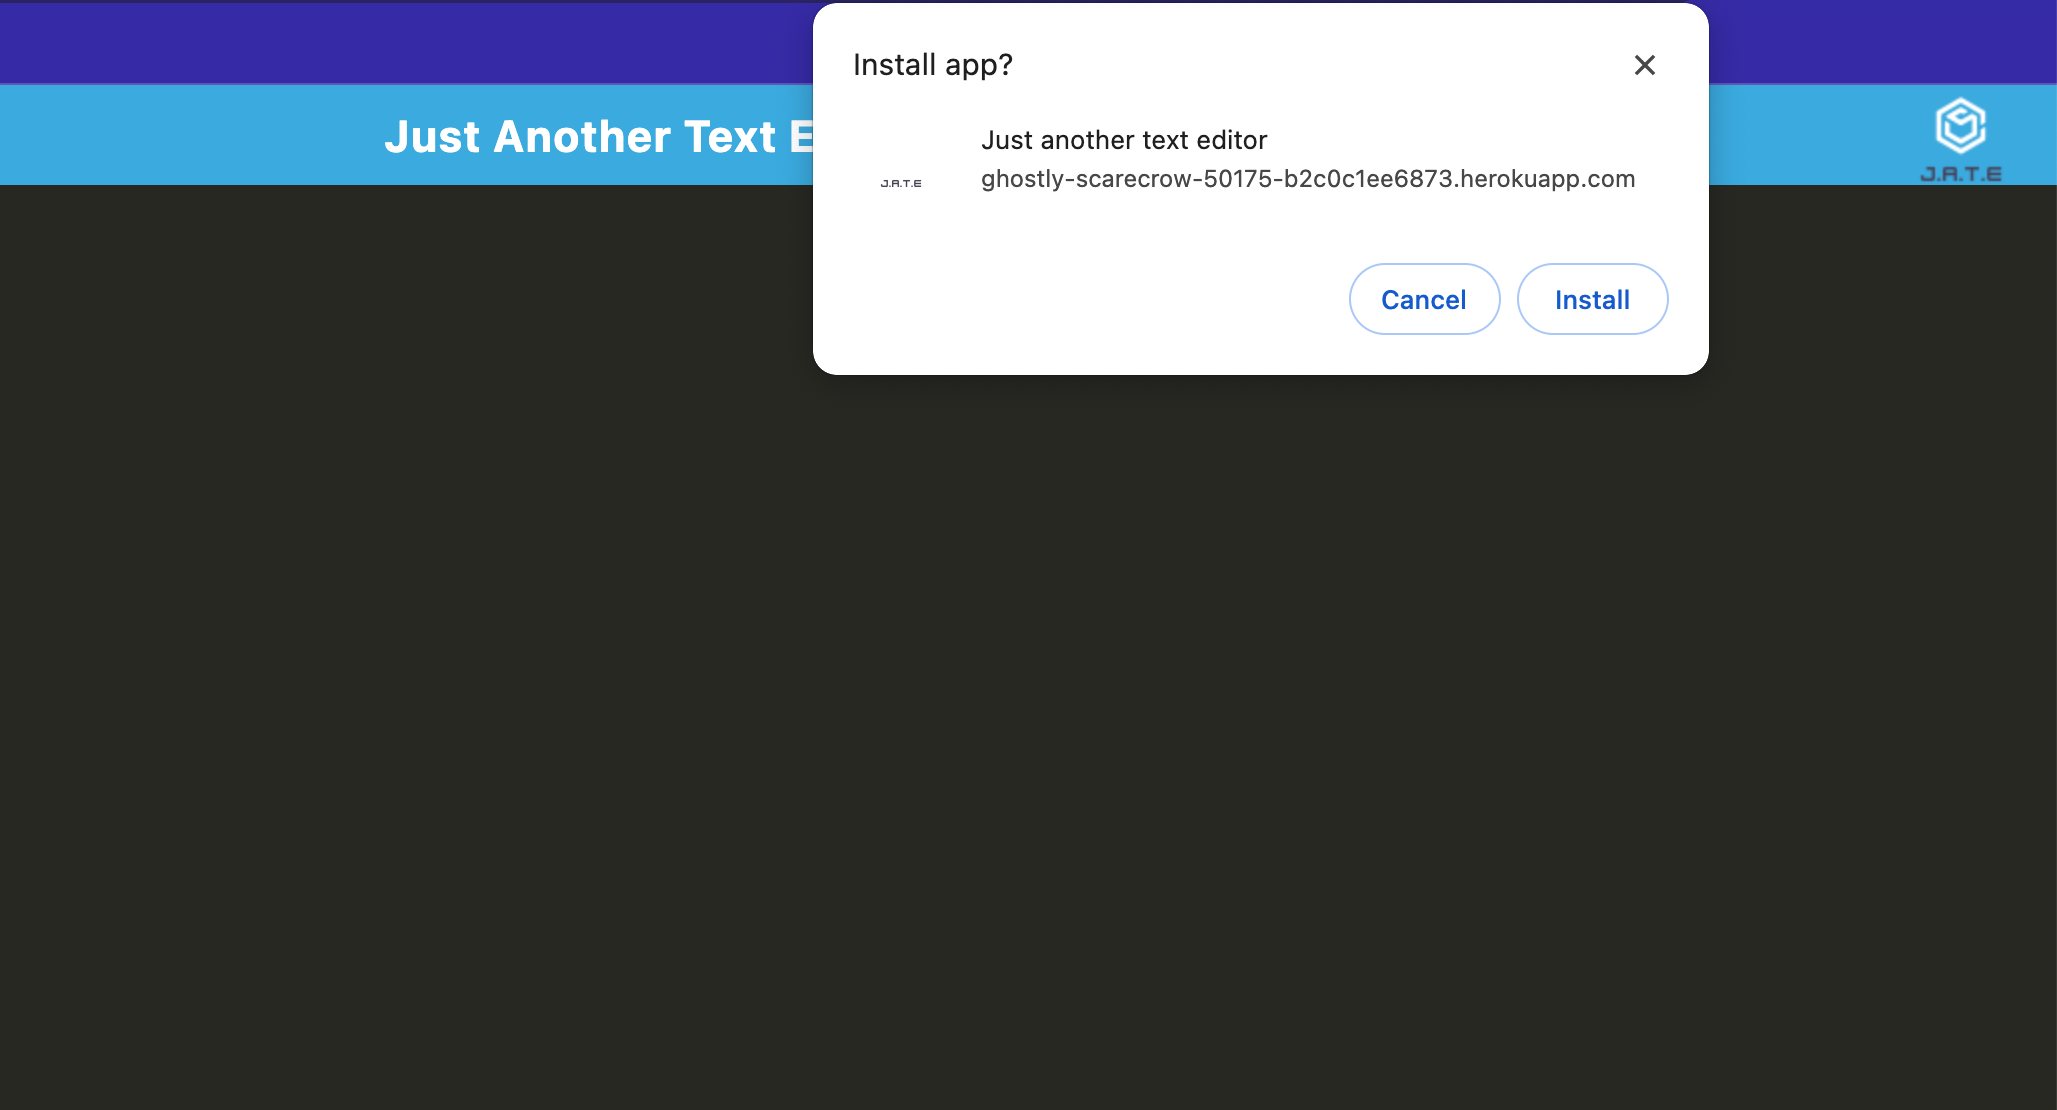 Install app?
Just another text editor
ghostly-scarecrow-50175-b2c0c1ee6873.herokuapp.com
J.A.T.E
Cancel
Install
Just Another Text E
J.A.T.E